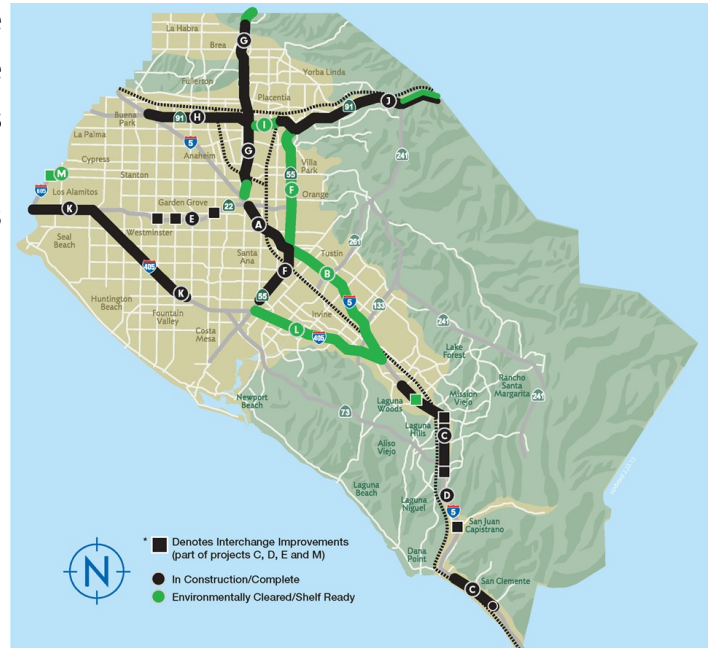 La Habra
Brea
G
Yorba Linda
Fullerton
Placentia
J
91
Buena
Park
91
H
I
La Palma
5
Anaheim
G
241
Cypress
Villa
Park
M
Stanton
55
F
Orange
405
Los Alamitos
Garden Grove
22
K
E
A
Westminster
Seal
Beach
Santa
Ana
Tustin
261
405
F
B
K
55
5
Huntington
Beach
Fountain
Valley
Irvine
133
241
Costa
Mesa
L
405
Lake
Forest
Rancho
Santa
Margarita
Newport
Beach
Laguna
Woods
Mission
Viejo
241
73
Laguna
Hills
C
Aliso
Viejo
Laguna
Beach
Laguna
Niguel
D
5
San Juan
Capistrano
Dana
Point
San Clemente
C
N
* Denotes Interchange Improvements
(part of projects C, D, E and M)
In Construction/Complete
Environmentally Cleared/Shelf Ready